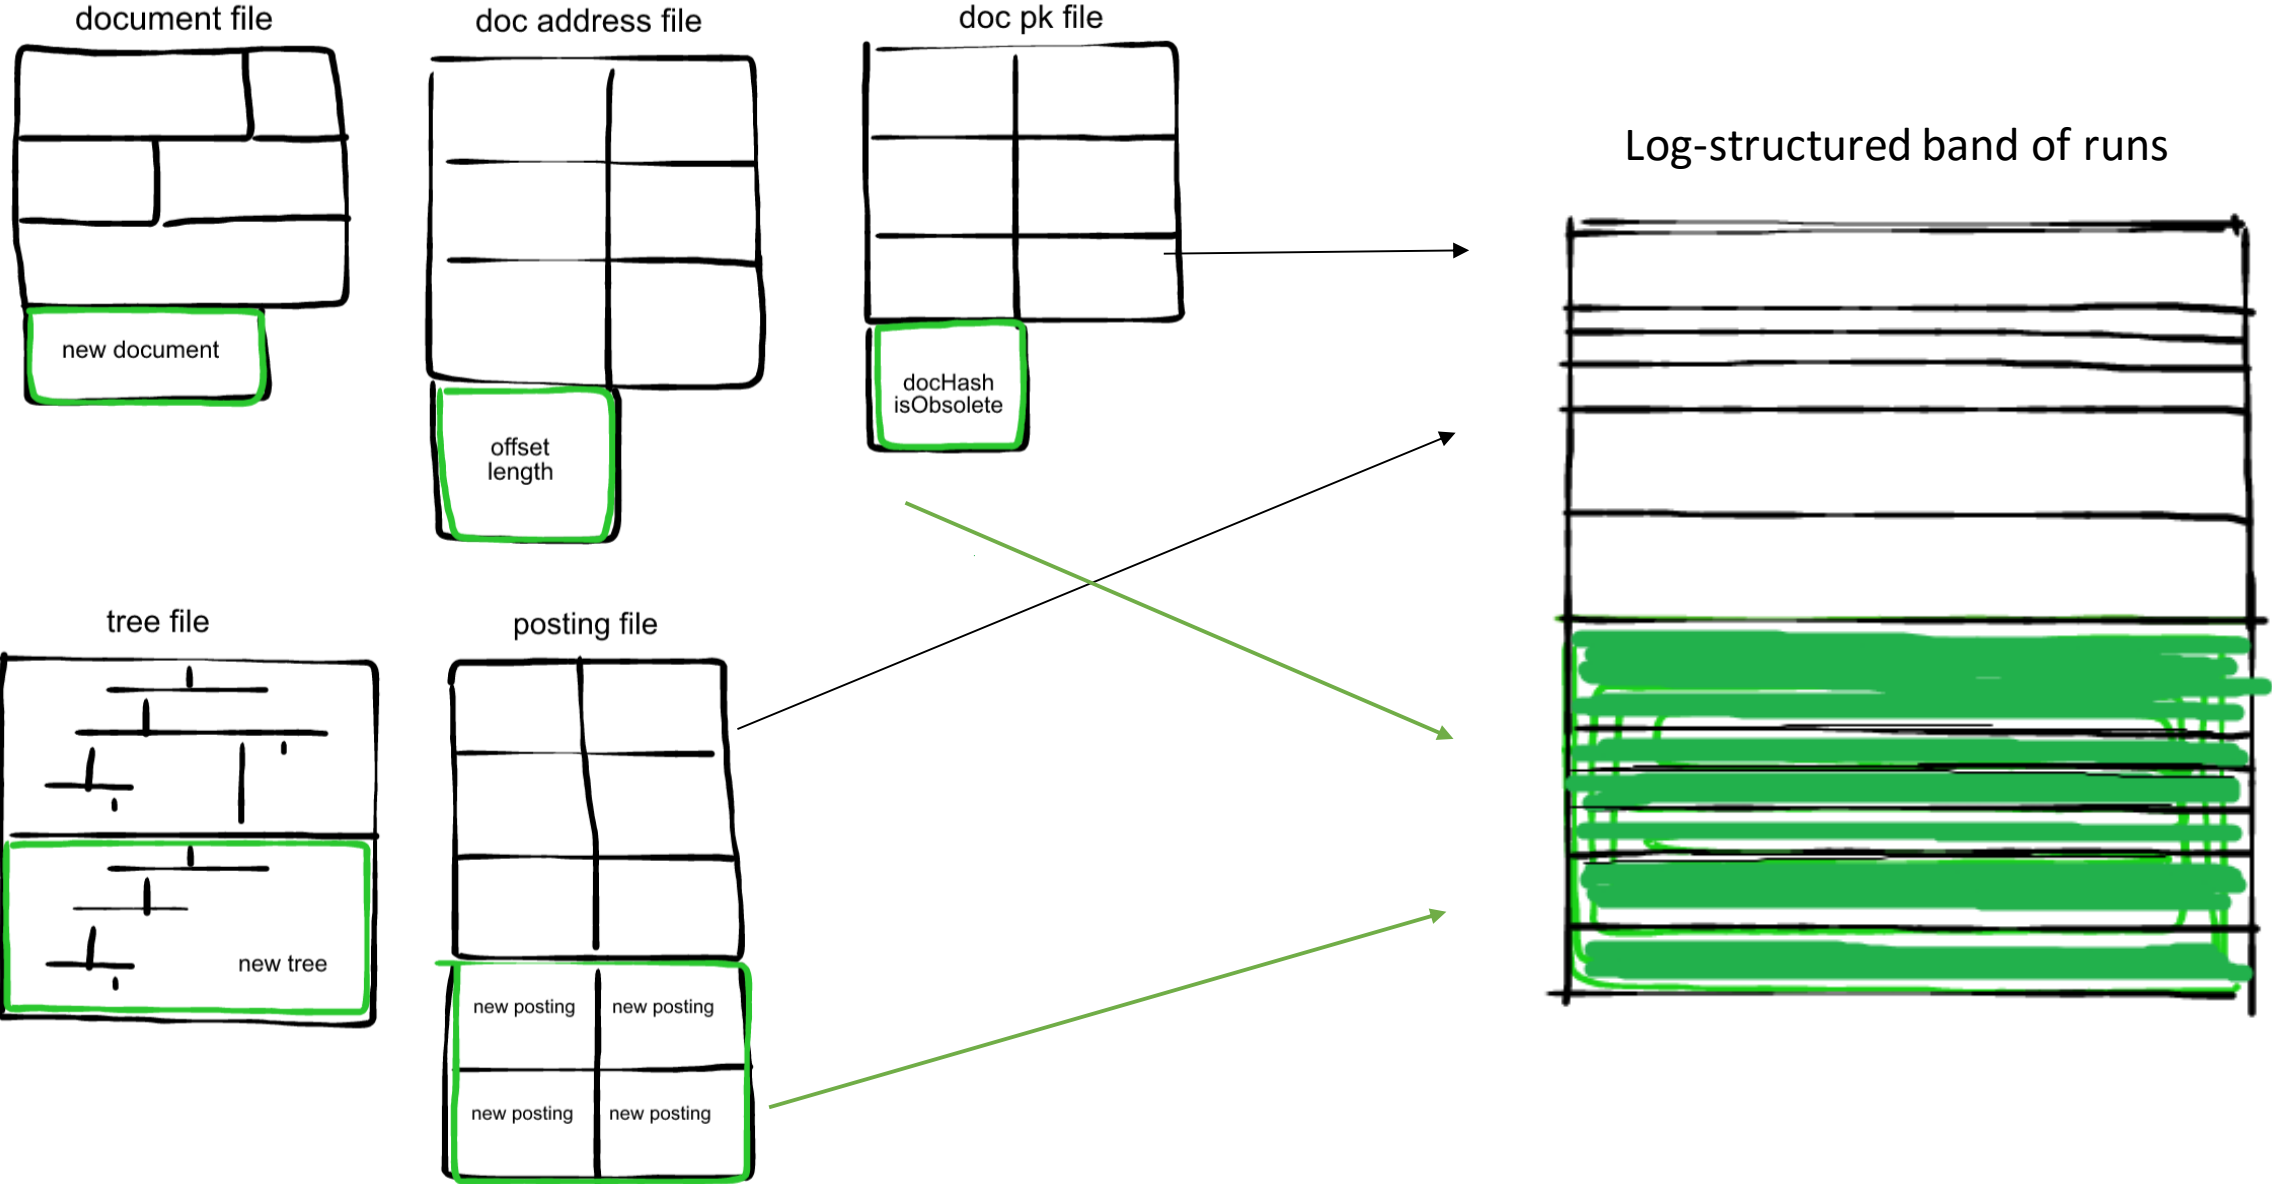 document file
doc address file
doc pk file
Log-structured band of runs
new document
docHash
isObsolete
offset
length
tree file
posting file
new tree
new posting
new posting
new posting
new posting